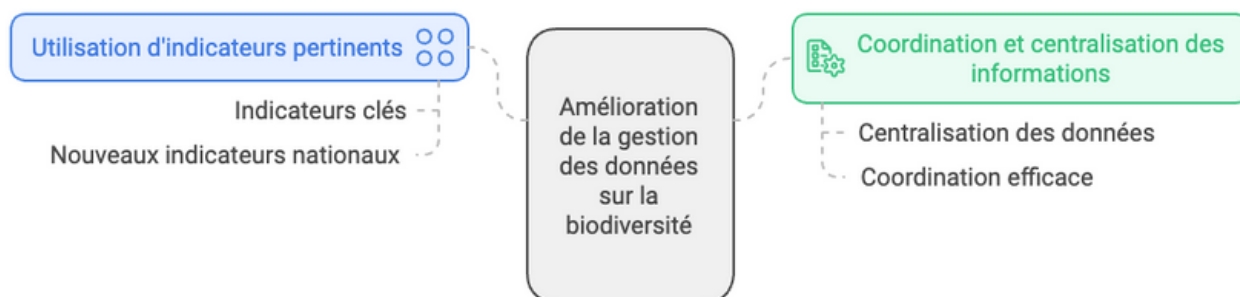 Utilisation d'indicateurs pertinents
Indicateurs clés
Nouveaux indicateurs nationaux
Amélioration
de la gestion
des données
sur la
biodiversité
Coordination et centralisation des
informations
Centralisation des données
Coordination efficace